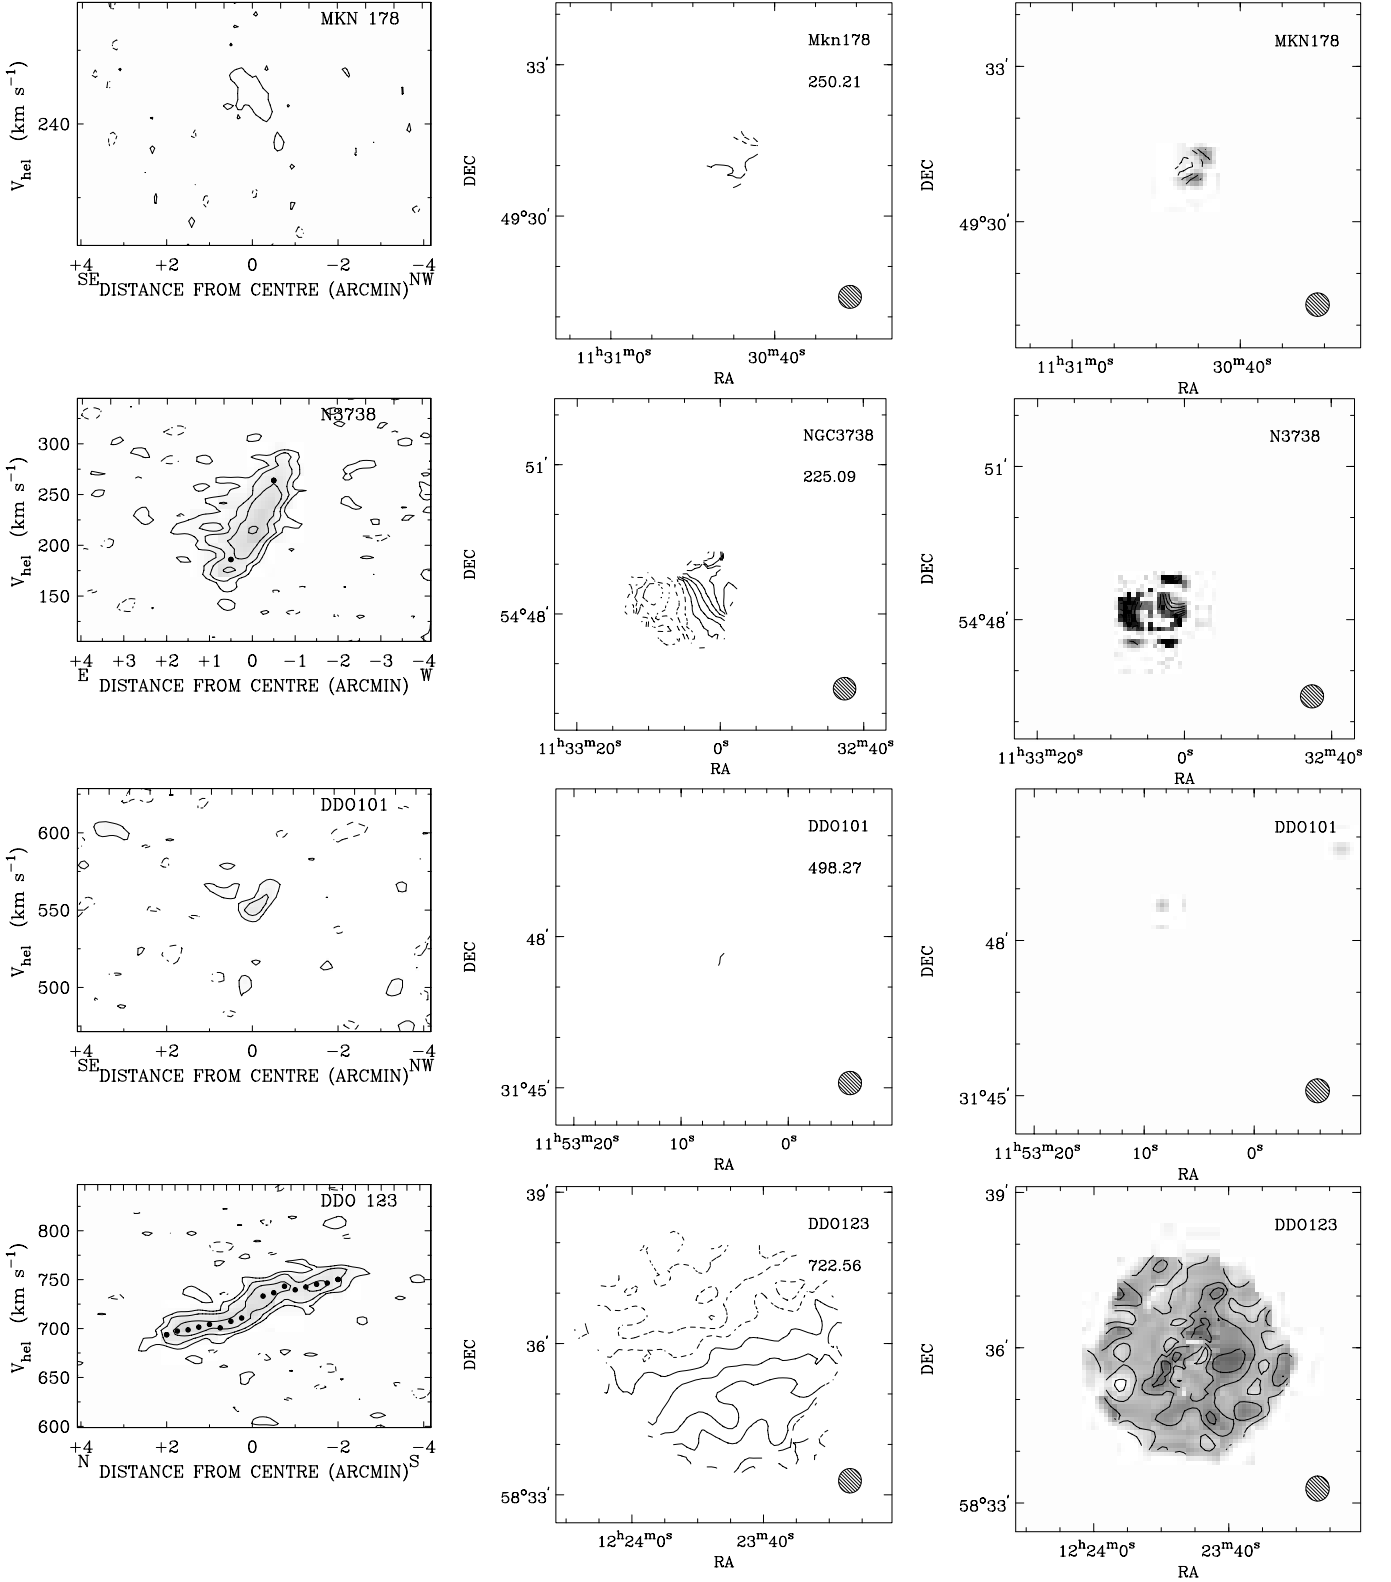 MKN 178
V_hel (km s^−1)
240
+4 +2 0 −2 −4
SE DISTANCE FROM CENTRE (ARCMIN) NW
Mkn178
250.21
DEC
33′
49°30′
11ʰ31ᵐ0ˢ 30ᵐ40ˢ
RA
MKN178
DEC
33′
49°30′
11ʰ31ᵐ0ˢ 30ᵐ40ˢ
RA
N3738
V_hel (km s^−1)
300
250
200
150
+4 +3 +2 +1 0 −1 −2 −3 −4
E DISTANCE FROM CENTRE (ARCMIN) W
NGC3738
225.09
DEC
51′
54°48′
11ʰ33ᵐ20ˢ 0ˢ 32ᵐ40ˢ
RA
N3738
DEC
51′
54°48′
11ʰ33ᵐ20ˢ 0ˢ 32ᵐ40ˢ
RA
DDO101
V_hel (km s^−1)
600
550
500
+4 +2 0 −2 −4
SE DISTANCE FROM CENTRE (ARCMIN) NW
DDO101
498.27
DEC
48′
31°45′
11ʰ53ᵐ20ˢ 10ˢ 0ˢ
RA
DDO101
DEC
48′
31°45′
11ʰ53ᵐ20ˢ 10ˢ 0ˢ
RA
DDO 123
V_hel (km s^−1)
800
750
700
650
600
+4 +2 0 −2 −4
N DISTANCE FROM CENTRE (ARCMIN) S
DDO123
722.56
DEC
39′
36′
58°33′
12ʰ24ᵐ0ˢ 23ᵐ40ˢ
RA
DDO123
DEC
39′
36′
58°33′
12ʰ24ᵐ0ˢ 23ᵐ40ˢ
RA